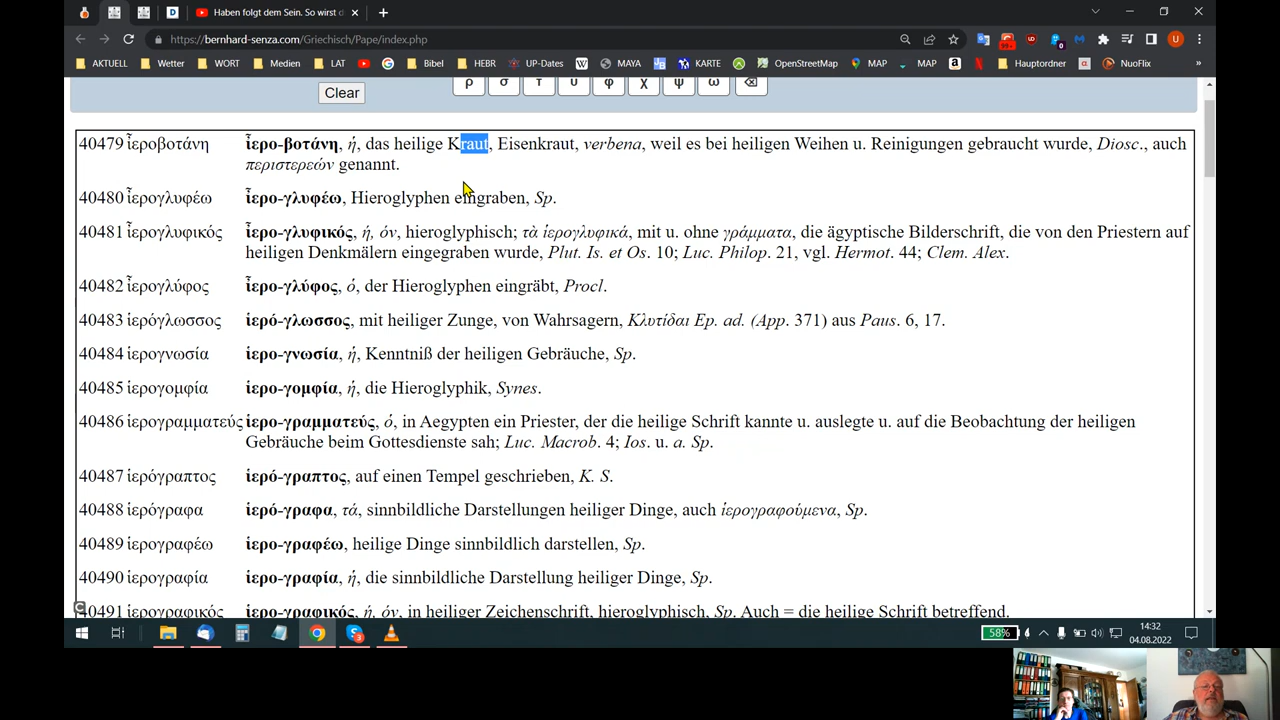 Haben folgt dem Sein. So wirst d
https://bernhard-senza.com/Griechisch/Pape/index.php
AKTUELL Wetter WORT Medien LAT Bibel HEBR UP-Dates MAYA KARTE OpenStreetMap MAP MAP Hauptordner NuoFlix »
Clear ρ σ τ υ φ χ ψ ω
40479 ἱεροβοτάνη ἱερο-βοτάνη, ἡ, das heilige Kraut, Eisenkraut, verbena, weil es bei heiligen Weihen u. Reinigungen gebraucht wurde, Diosc., auch
περιστερεών genannt.
40480 ἱερογλυφέω ἱερο-γλυφέω, Hieroglyphen eingraben, Sp.
40481 ἱερογλυφικός ἱερο-γλυφικός, ή, όν, hieroglyphisch; τὰ ἱερογλυφικά, mit u. ohne γράμματα, die ägyptische Bilderschrift, die von den Priestern auf
heiligen Denkmälern eingegraben wurde, Plut. Is. et Os. 10; Luc. Philop. 21, vgl. Hermot. 44; Clem. Alex.
40482 ἱερογλύφος ἱερο-γλύφος, ὁ, der Hieroglyphen eingräbt, Procl.
40483 ἱερόγλωσσος ἱερό-γλωσσος, mit heiliger Zunge, von Wahrsagern, Κλυτίδαι Ep. ad. (App. 371) aus Paus. 6, 17.
40484 ἱερογνωσία ἱερο-γνωσία, ἡ, Kenntniß der heiligen Gebräuche, Sp.
40485 ἱερογομφία ἱερο-γομφία, ἡ, die Hieroglyphik, Synes.
40486 ἱερογραμματεύς ἱερο-γραμματεύς, ὁ, in Aegypten ein Priester, der die heilige Schrift kannte u. auslegte u. auf die Beobachtung der heiligen
Gebräuche beim Gottesdienste sah; Luc. Macrob. 4; Ios. u. a. Sp.
40487 ἱερόγραπτος ἱερό-γραπτος, auf einen Tempel geschrieben, K. S.
40488 ἱερόγραφα ἱερό-γραφα, τά, sinnbildliche Darstellungen heiliger Dinge, auch ἱερογραφούμενα, Sp.
40489 ἱερογραφέω ἱερο-γραφέω, heilige Dinge sinnbildlich darstellen, Sp.
40490 ἱερογραφία ἱερο-γραφία, ἡ, die sinnbildliche Darstellung heiliger Dinge, Sp.
40491 ἱερογραφικός ἱερο-γραφικός, ή, όν, in heiliger Zeichenschrift, hieroglyphisch, Sp. Auch = die heilige Schrift betreffend.
58% 14:32
04.08.2022